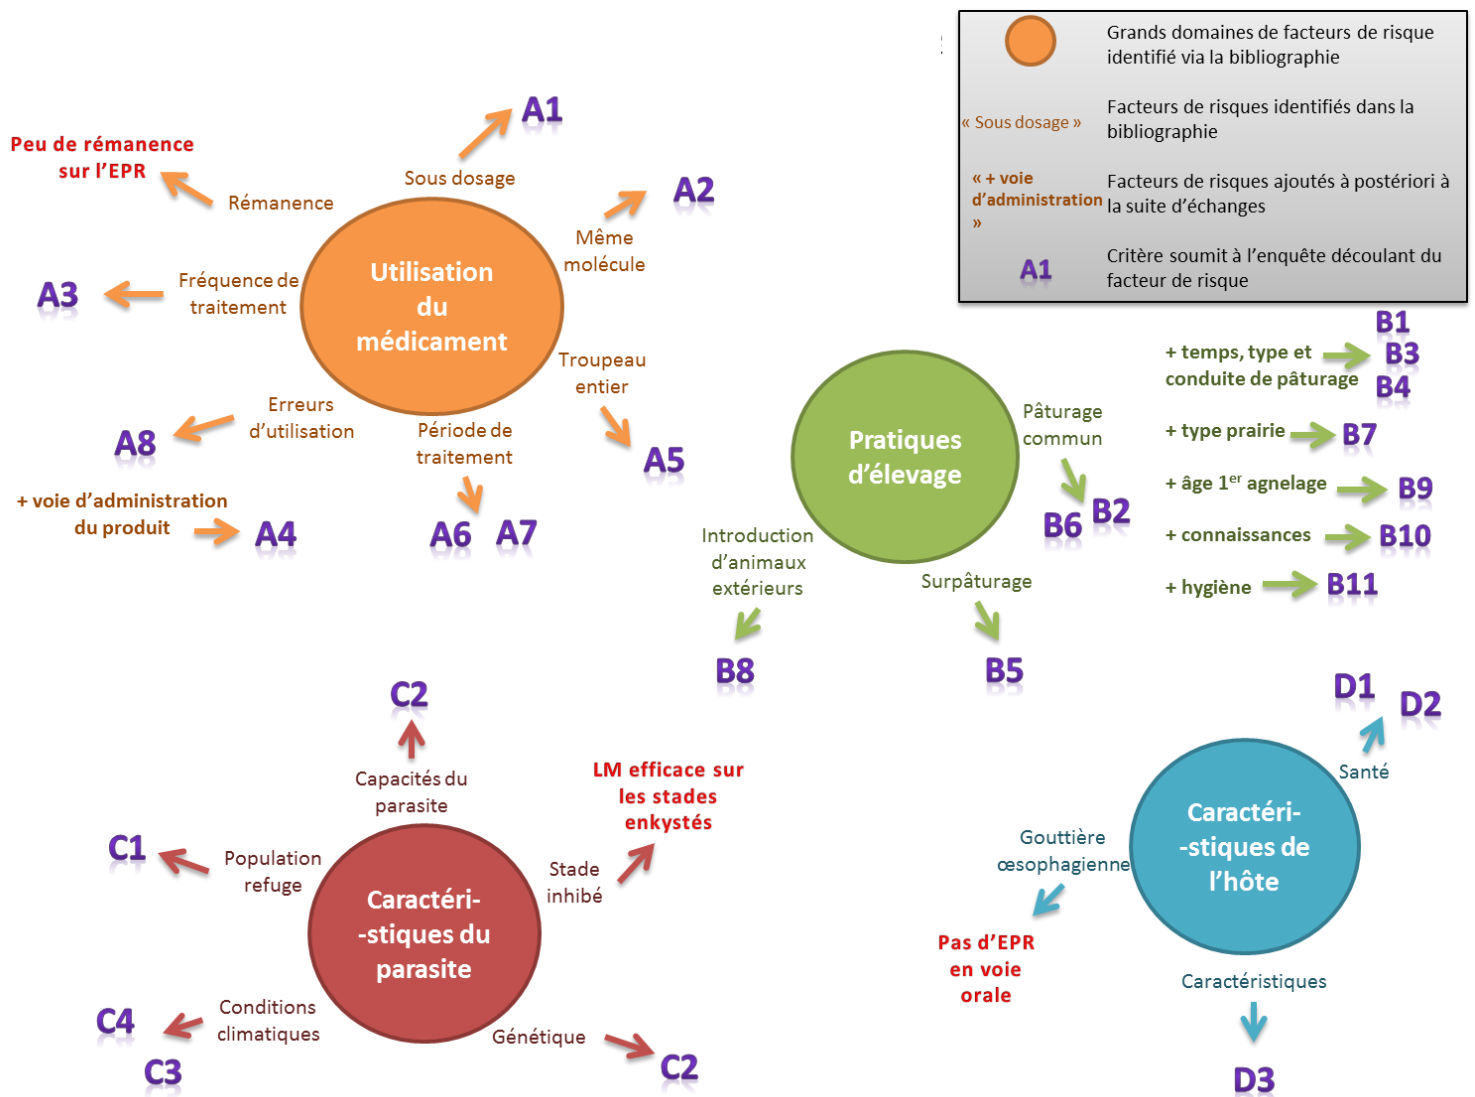 Grands domaines de facteurs de risque
identifié via la bibliographie
« Sous dosage »
Facteurs de risques identifiés dans la
bibliographie
« + voie
d’administration
»
Facteurs de risques ajoutés à postériori à
la suite d’échanges
A1
Critère soumit à l’enquête découlant du
facteur de risque
A1
Peu de rémanence
sur l’EPR
Sous dosage
A2
Rémanence
Même
molécule
Utilisation
du
médicament
Fréquence de
traitement
A3
Troupeau
entier
Erreurs
d’utilisation
A8
Période de
traitement
A5
+ voie d’administration
du produit
A4
A6
A7
Pratiques
d’élevage
Pâturage
commun
B6
B2
Introduction
d’animaux
extérieurs
Surpâturage
B8
B5
B1
+ temps, type et
conduite de pâturage
B3
B4
+ type prairie
B7
+ âge 1er agnelage
B9
+ connaissances
B10
+ hygiène
B11
C2
Capacités du
parasite
LM efficace sur
les stades
enkystés
C1
Population
refuge
Stade
inhibé
Caractéri-
-stiques du
parasite
Conditions
climatiques
C4
C3
Génétique
C2
D1
D2
Santé
Caractéri-
-stiques de
l’hôte
Gouttière
œsophagienne
Pas d’EPR
en voie
orale
Caractéristiques
D3